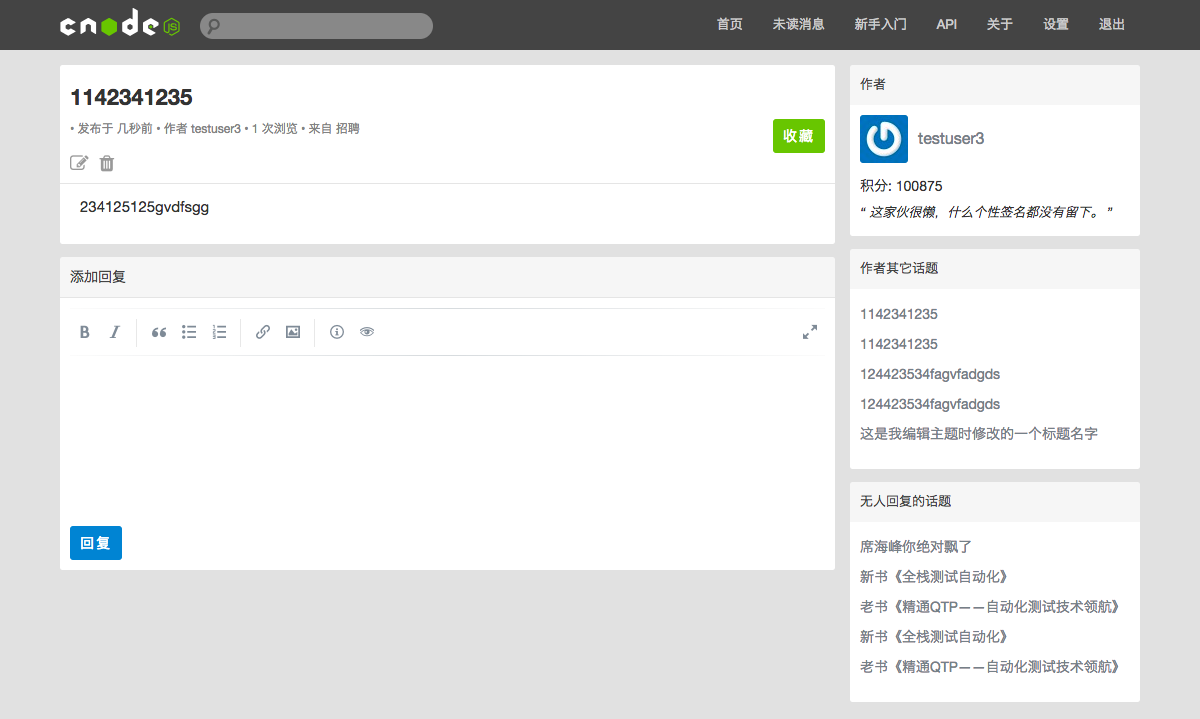 cnode JS
首页 未读消息 新手入门 API 关于 设置 退出
1142341235
• 发布于 几秒前 • 作者 testuser3 • 1 次浏览 • 来自 招聘
收藏
234125125gvdfsgg
添加回复
B I
回复
作者
testuser3
积分: 100875
“ 这家伙很懒，什么个性签名都没有留下。 ”
作者其它话题
1142341235
1142341235
124423534fagvfadgds
124423534fagvfadgds
这是我编辑主题时修改的一个标题名字
无人回复的话题
席海峰你绝对飘了
新书《全栈测试自动化》
老书《精通QTP——自动化测试技术领航》
新书《全栈测试自动化》
老书《精通QTP——自动化测试技术领航》